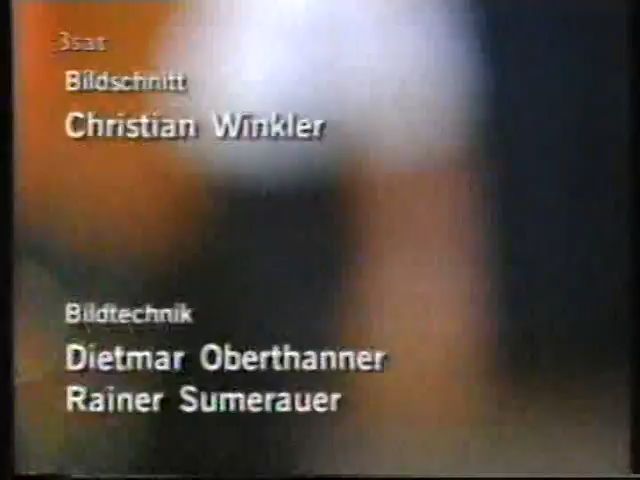 3sat
Bildschnitt
Christian Winkler
Bildtechnik
Dietmar Oberthanner
Rainer Sumerauer